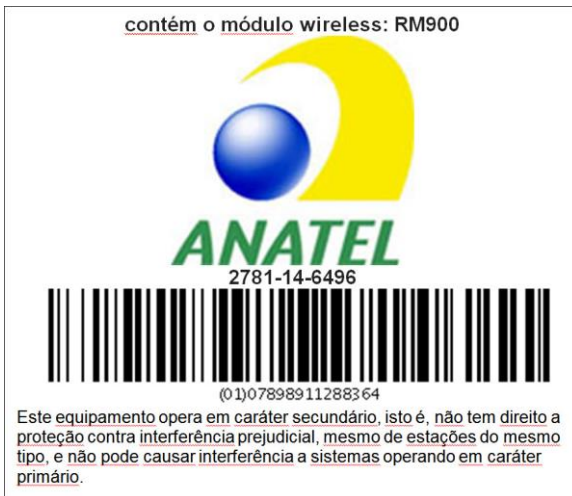 contém o módulo wireless: RM900
ANATEL
2781-14-6496
(01)07898911288364
Este equipamento opera em caráter secundário, isto é, não tem direito a
proteção contra interferência prejudicial, mesmo de estações do mesmo
tipo, e não pode causar interferência a sistemas operando em caráter
primário.